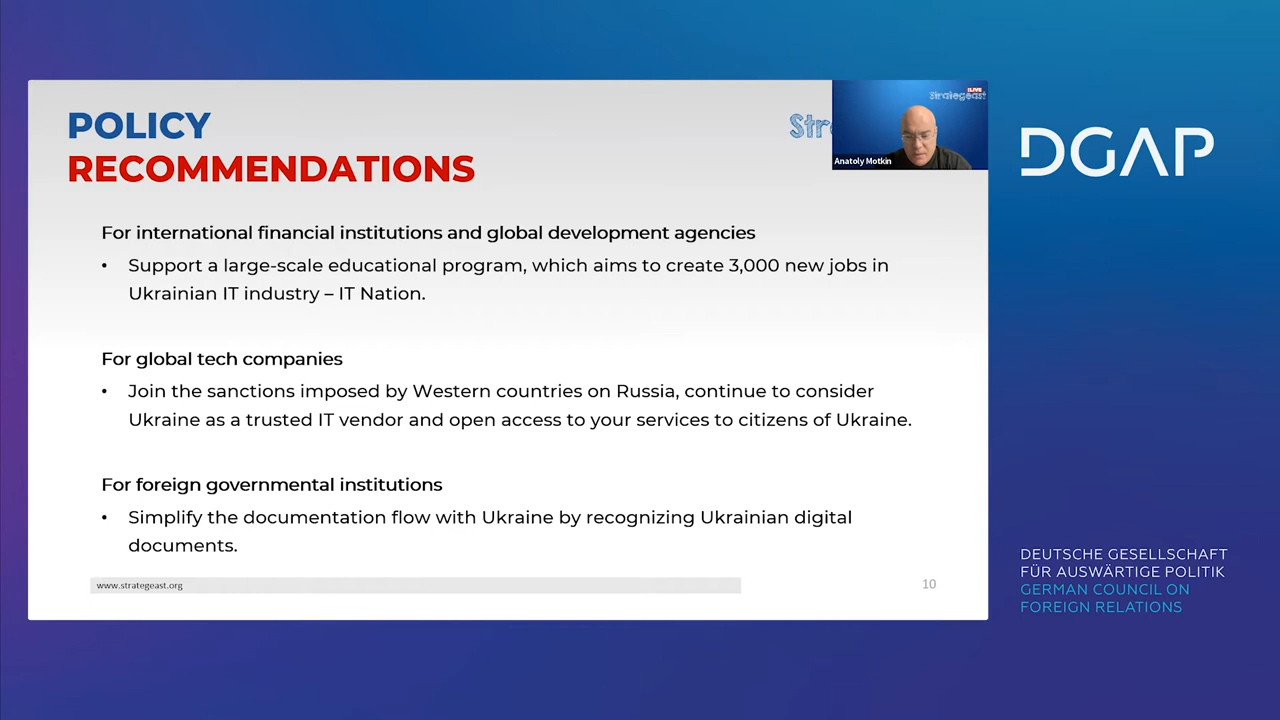 POLICY
RECOMMENDATIONS
LIVE
Strategeast
Anatoly Motkin
DGAP
For international financial institutions and global development agencies
• Support a large-scale educational program, which aims to create 3,000 new jobs in
Ukrainian IT industry – IT Nation.
For global tech companies
• Join the sanctions imposed by Western countries on Russia, continue to consider
Ukraine as a trusted IT vendor and open access to your services to citizens of Ukraine.
For foreign governmental institutions
• Simplify the documentation flow with Ukraine by recognizing Ukrainian digital
documents.
www.strategeast.org
10
DEUTSCHE GESELLSCHAFT
FÜR AUSWÄRTIGE POLITIK
GERMAN COUNCIL ON
FOREIGN RELATIONS